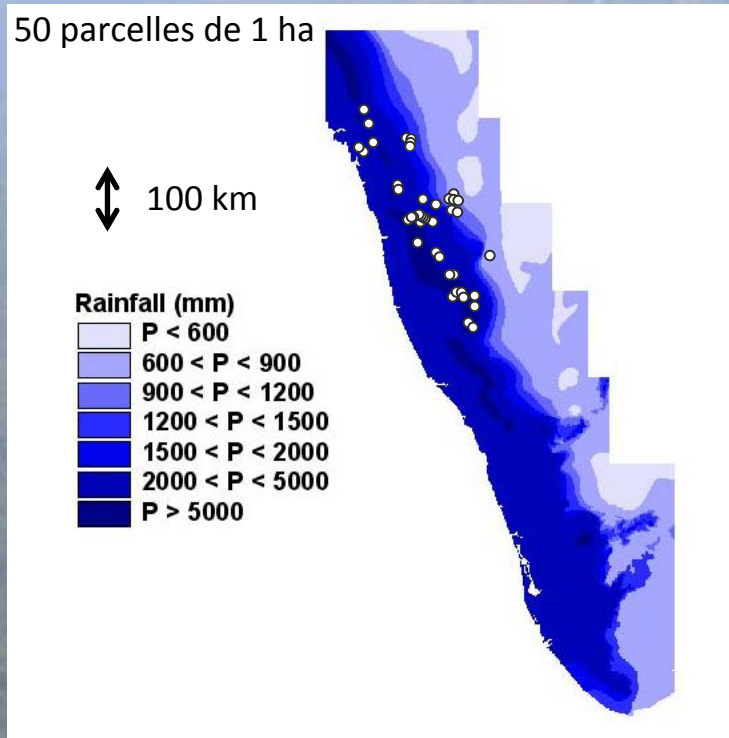 50 parcelles de 1 ha
100 km
Rainfall (mm)
P < 600
600 < P < 900
900 < P < 1200
1200 < P < 1500
1500 < P < 2000
2000 < P < 5000
P > 5000